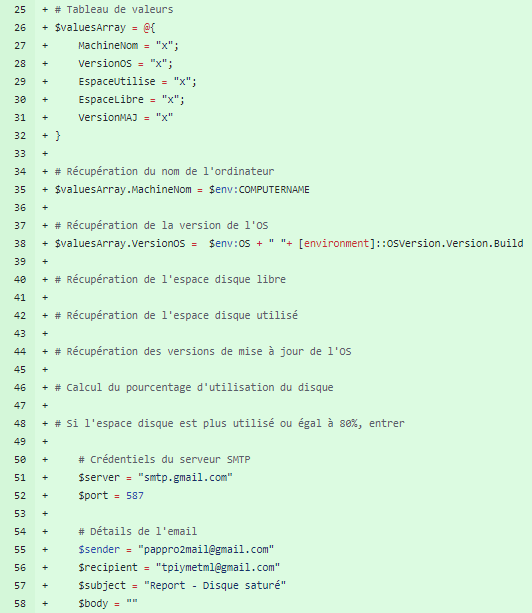 25 + # Tableau de valeurs
26 + $valuesArray = @{
27 +     MachineNom = "x";
28 +     VersionOS = "x";
29 +     EspaceUtilise = "x";
30 +     EspaceLibre = "x";
31 +     VersionMAJ = "x"
32 + }
33 +
34 + # Récupération du nom de l'ordinateur
35 + $valuesArray.MachineNom = $env:COMPUTERNAME
36 +
37 + # Récupération de la version de l'OS
38 + $valuesArray.VersionOS =  $env:OS + " "+ [environment]::OSVersion.Version.Build
39 +
40 + # Récupération de l'espace disque libre
41 +
42 + # Récupération de l'espace disque utilisé
43 +
44 + # Récupération des versions de mise à jour de l'OS
45 +
46 + # Calcul du pourcentage d'utilisation du disque
47 +
48 + # Si l'espace disque est plus utilisé ou égal à 80%, entrer
49 +
50 +     # Crédentiels du serveur SMTP
51 +     $server = "smtp.gmail.com"
52 +     $port = 587
53 +
54 +     # Détails de l'email
55 +     $sender = "pappro2mail@gmail.com"
56 +     $recipient = "tpiymetml@gmail.com"
57 +     $subject = "Report - Disque saturé"
58 +     $body = ""